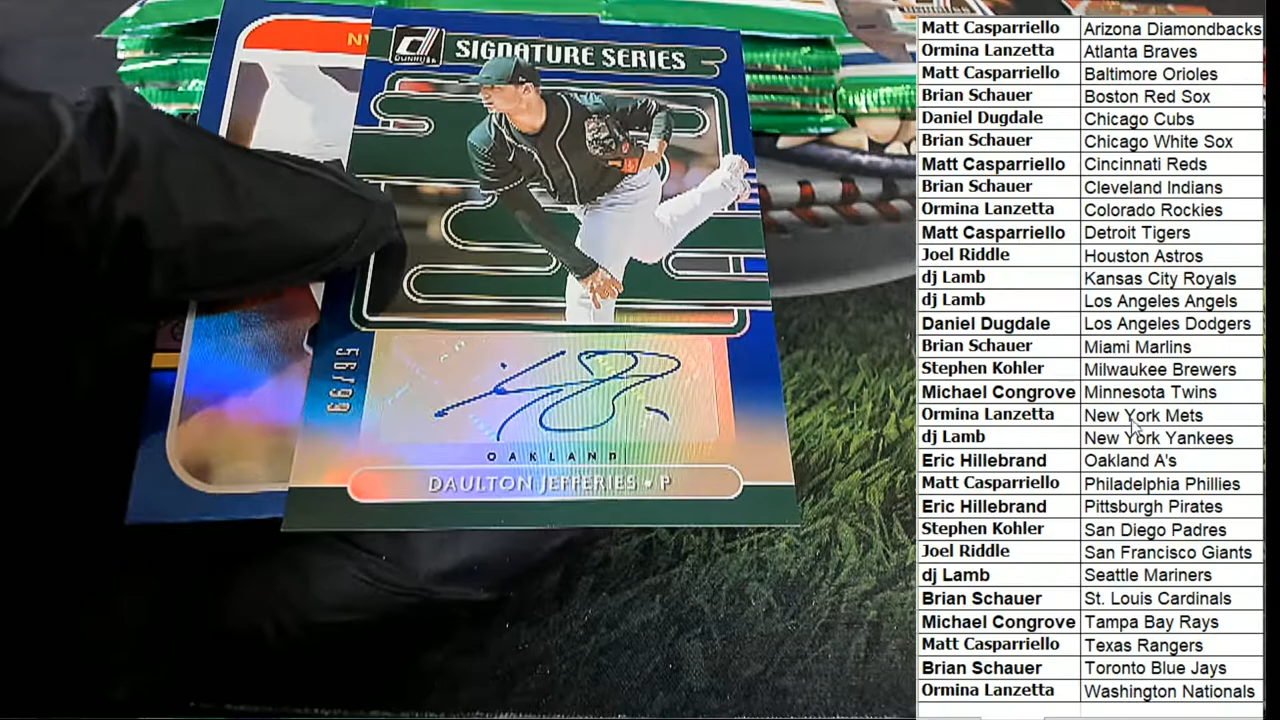 DONRUSS
SIGNATURE SERIES
56/99
OAKLAND
DAULTON JEFFERIES • P
Matt Casparriello Arizona Diamondbacks
Ormina Lanzetta Atlanta Braves
Matt Casparriello Baltimore Orioles
Brian Schauer Boston Red Sox
Daniel Dugdale Chicago Cubs
Brian Schauer Chicago White Sox
Matt Casparriello Cincinnati Reds
Brian Schauer Cleveland Indians
Ormina Lanzetta Colorado Rockies
Matt Casparriello Detroit Tigers
Joel Riddle Houston Astros
dj Lamb Kansas City Royals
dj Lamb Los Angeles Angels
Daniel Dugdale Los Angeles Dodgers
Brian Schauer Miami Marlins
Stephen Kohler Milwaukee Brewers
Michael Congrove Minnesota Twins
Ormina Lanzetta New York Mets
dj Lamb New York Yankees
Eric Hillebrand Oakland A's
Matt Casparriello Philadelphia Phillies
Eric Hillebrand Pittsburgh Pirates
Stephen Kohler San Diego Padres
Joel Riddle San Francisco Giants
dj Lamb Seattle Mariners
Brian Schauer St. Louis Cardinals
Michael Congrove Tampa Bay Rays
Matt Casparriello Texas Rangers
Brian Schauer Toronto Blue Jays
Ormina Lanzetta Washington Nationals